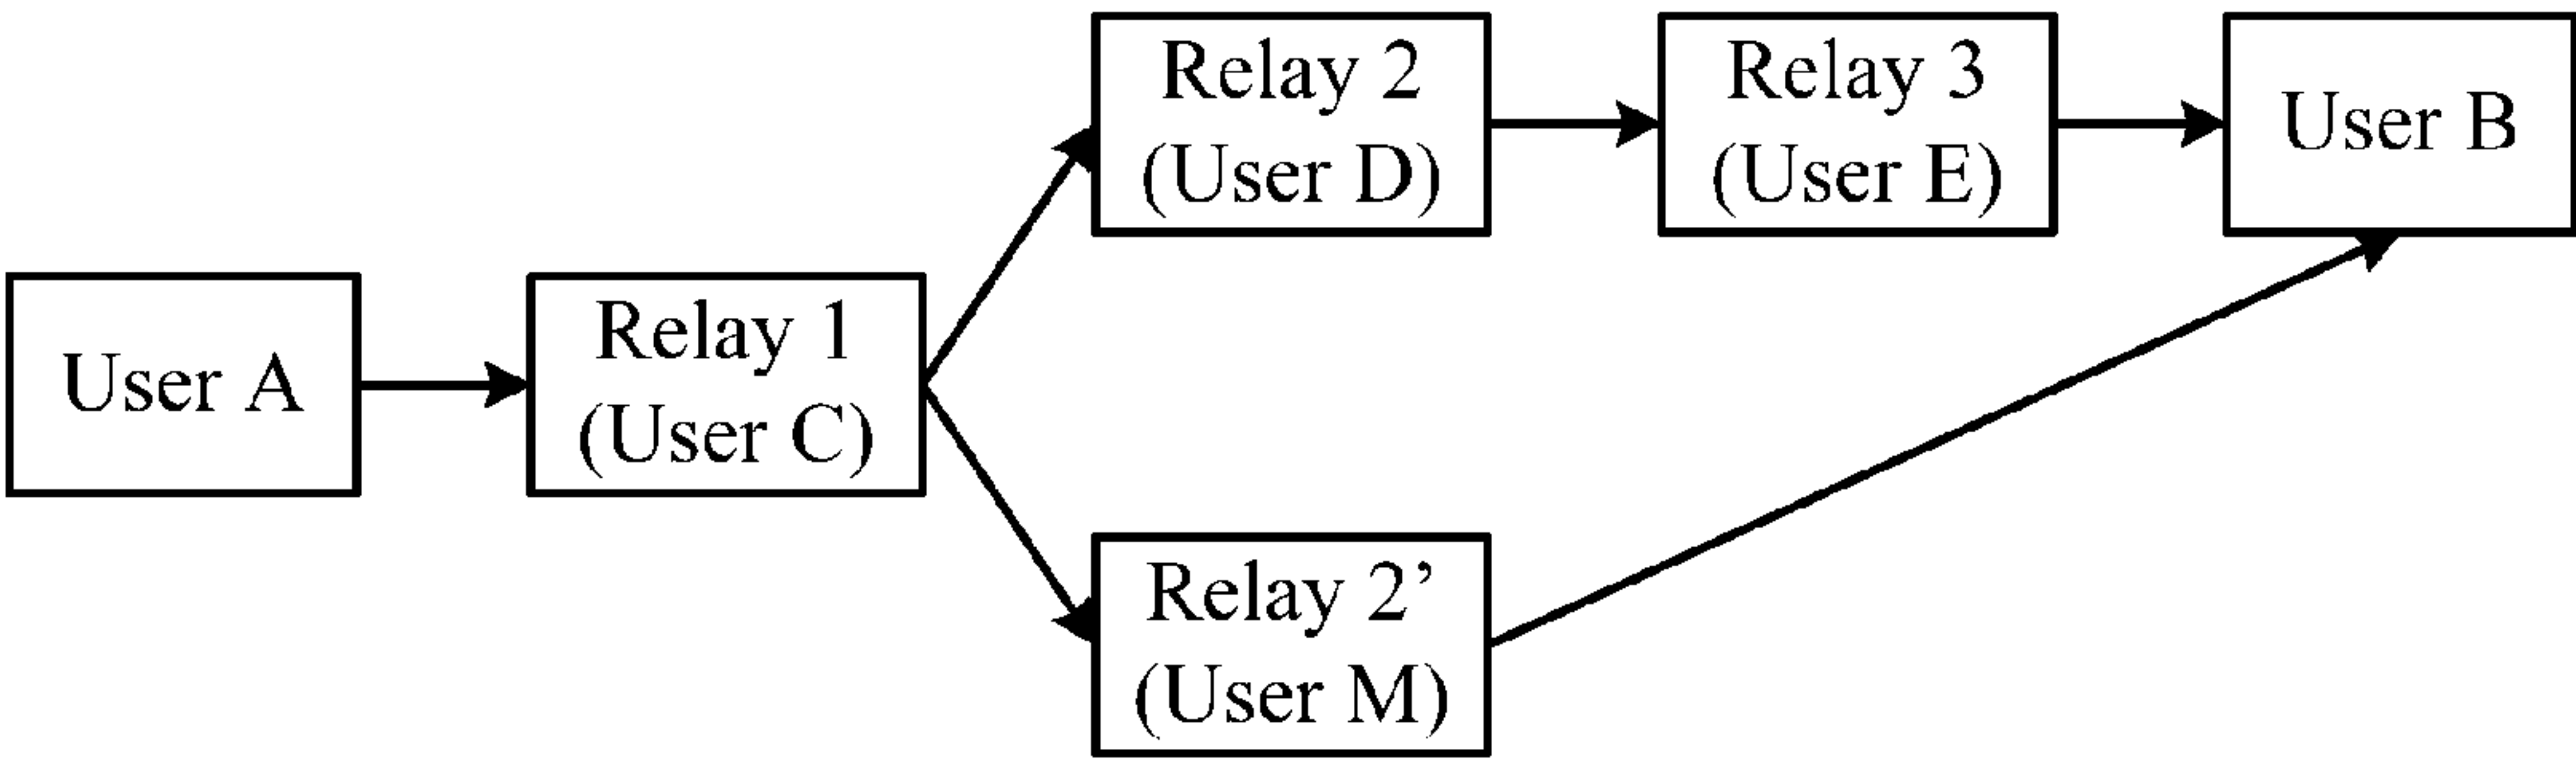 Relay 2
(User D)
Relay 3
(User E)
User B
User A
Relay 1
(User C)
Relay 2’
(User M)